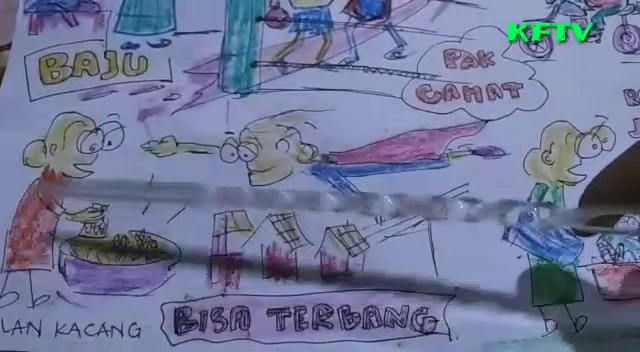 KFTV
BAJU
PAK
CAMAT
LAN KACANG
BISA TERBANG